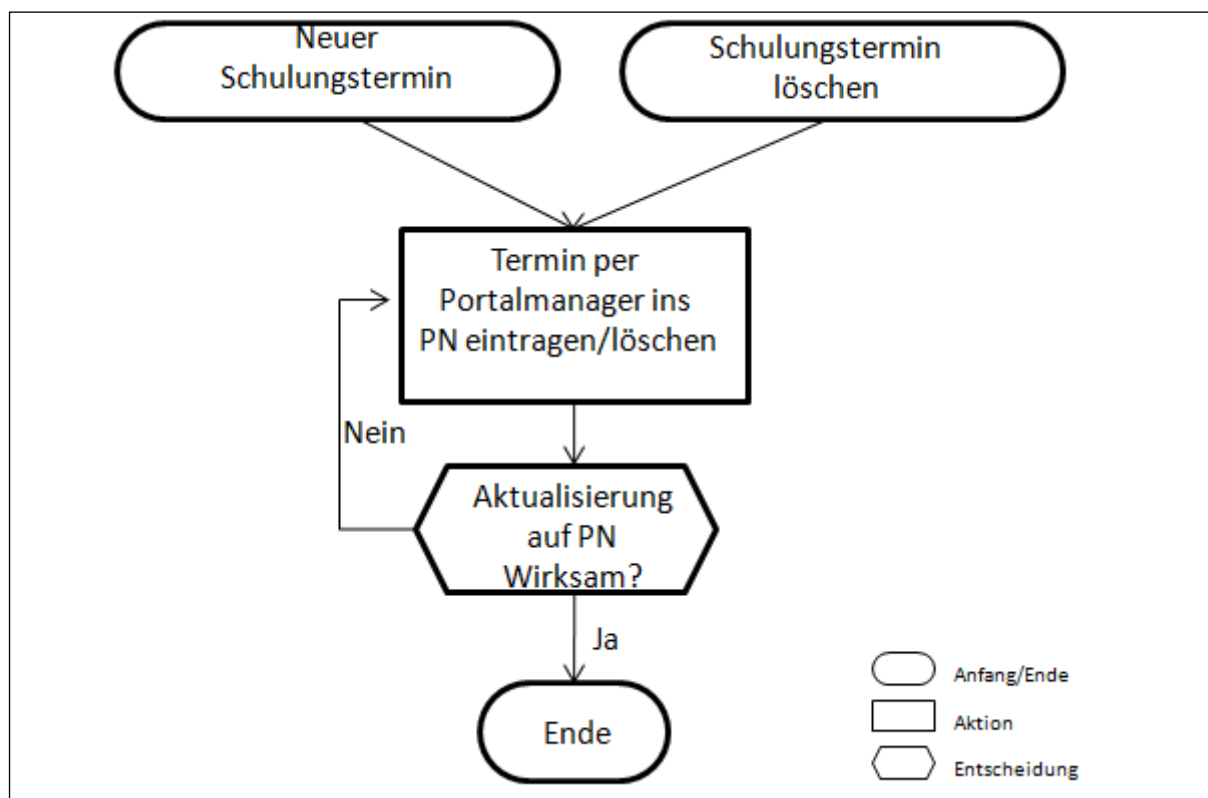 Neuer
Schulungstermin
Schulungstermin
löschen
Termin per
Portalmanager ins
PN eintragen/löschen
Nein
Aktualisierung
auf PN
Wirksam?
Ja
Ende
Anfang/Ende
Aktion
Entscheidung